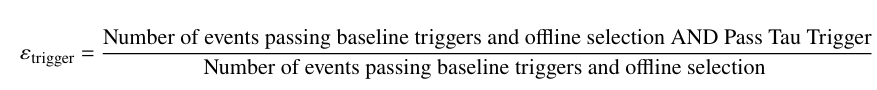 ε_trigger = Number of events passing baseline triggers and offline selection AND Pass Tau Trigger
Number of events passing baseline triggers and offline selection